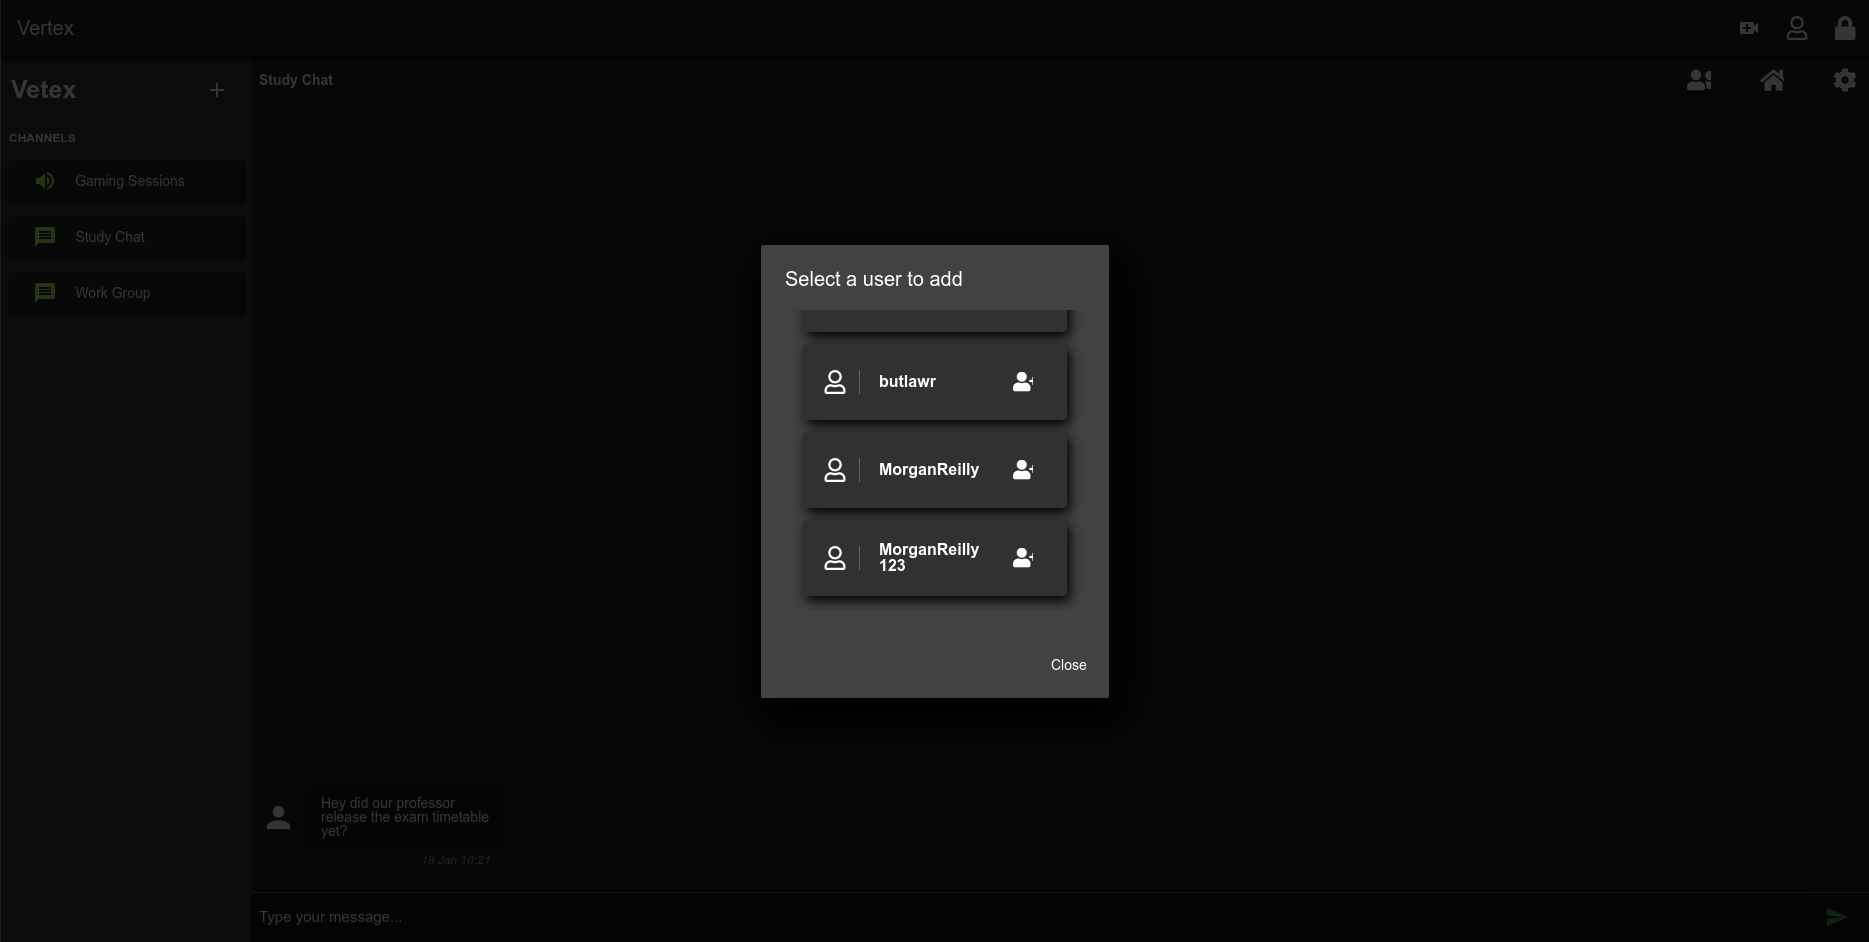 Vertex
Vetex
+
CHANNELS
Gaming Sessions
Study Chat
Work Group
Study Chat
Select a user to add
butlawr
MorganReilly
MorganReilly
123
Close
Hey did our professor
release the exam timetable
yet?
19 Jan 10:21
Type your message...